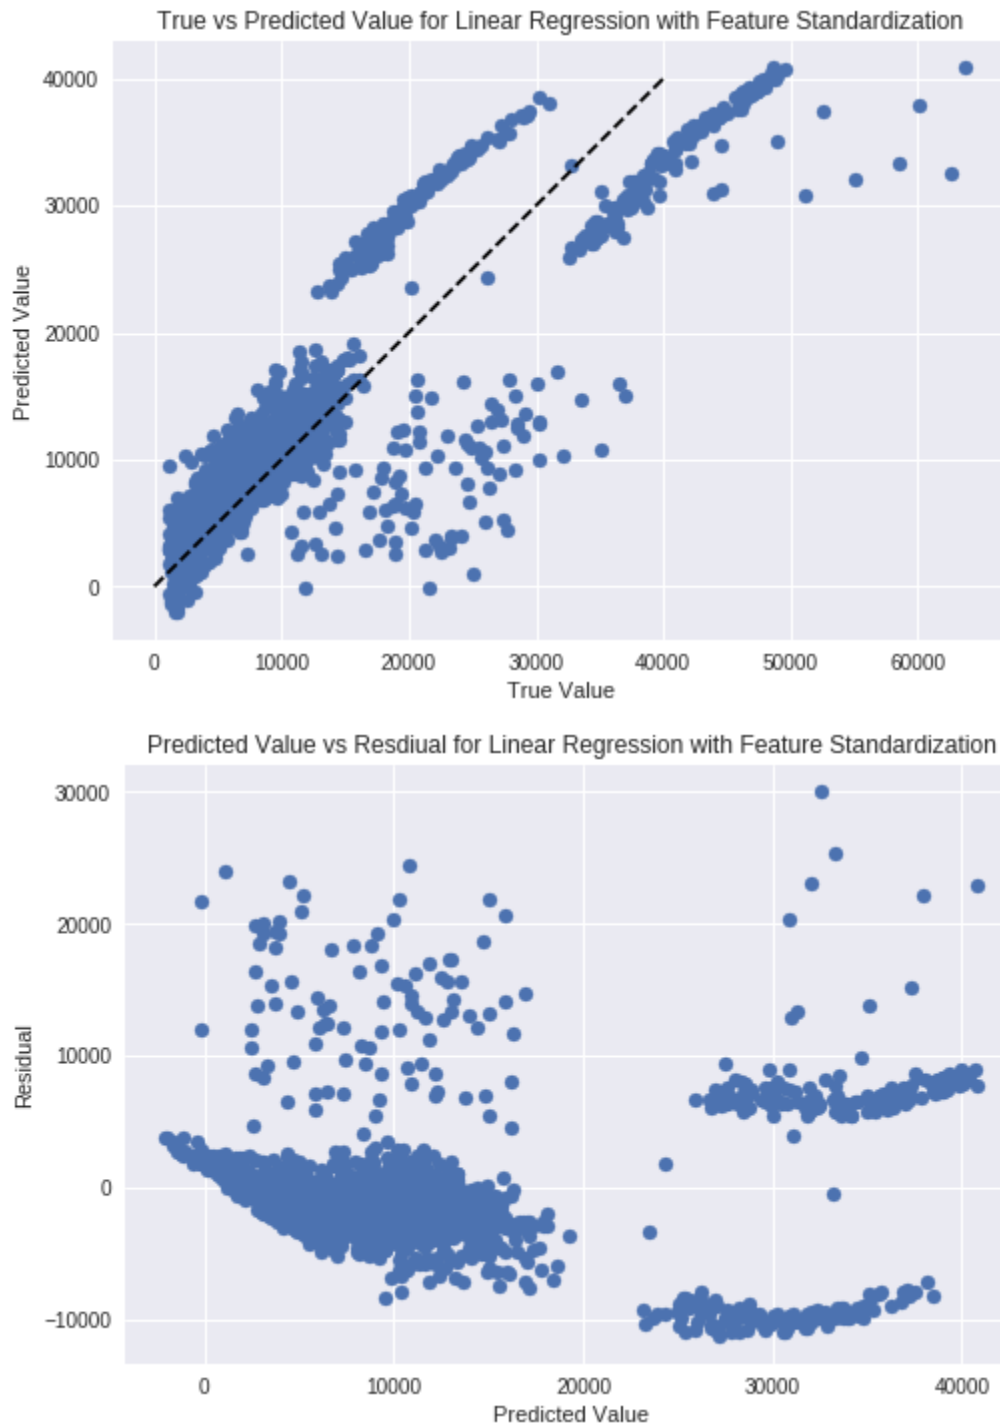 True vs Predicted Value for Linear Regression with Feature Standardization
40000
30000
20000
10000
0
Predicted Value
0 10000 20000 30000 40000 50000 60000
True Value
Predicted Value vs Resdiual for Linear Regression with Feature Standardization
30000
20000
10000
0
−10000
Residual
0 10000 20000 30000 40000
Predicted Value